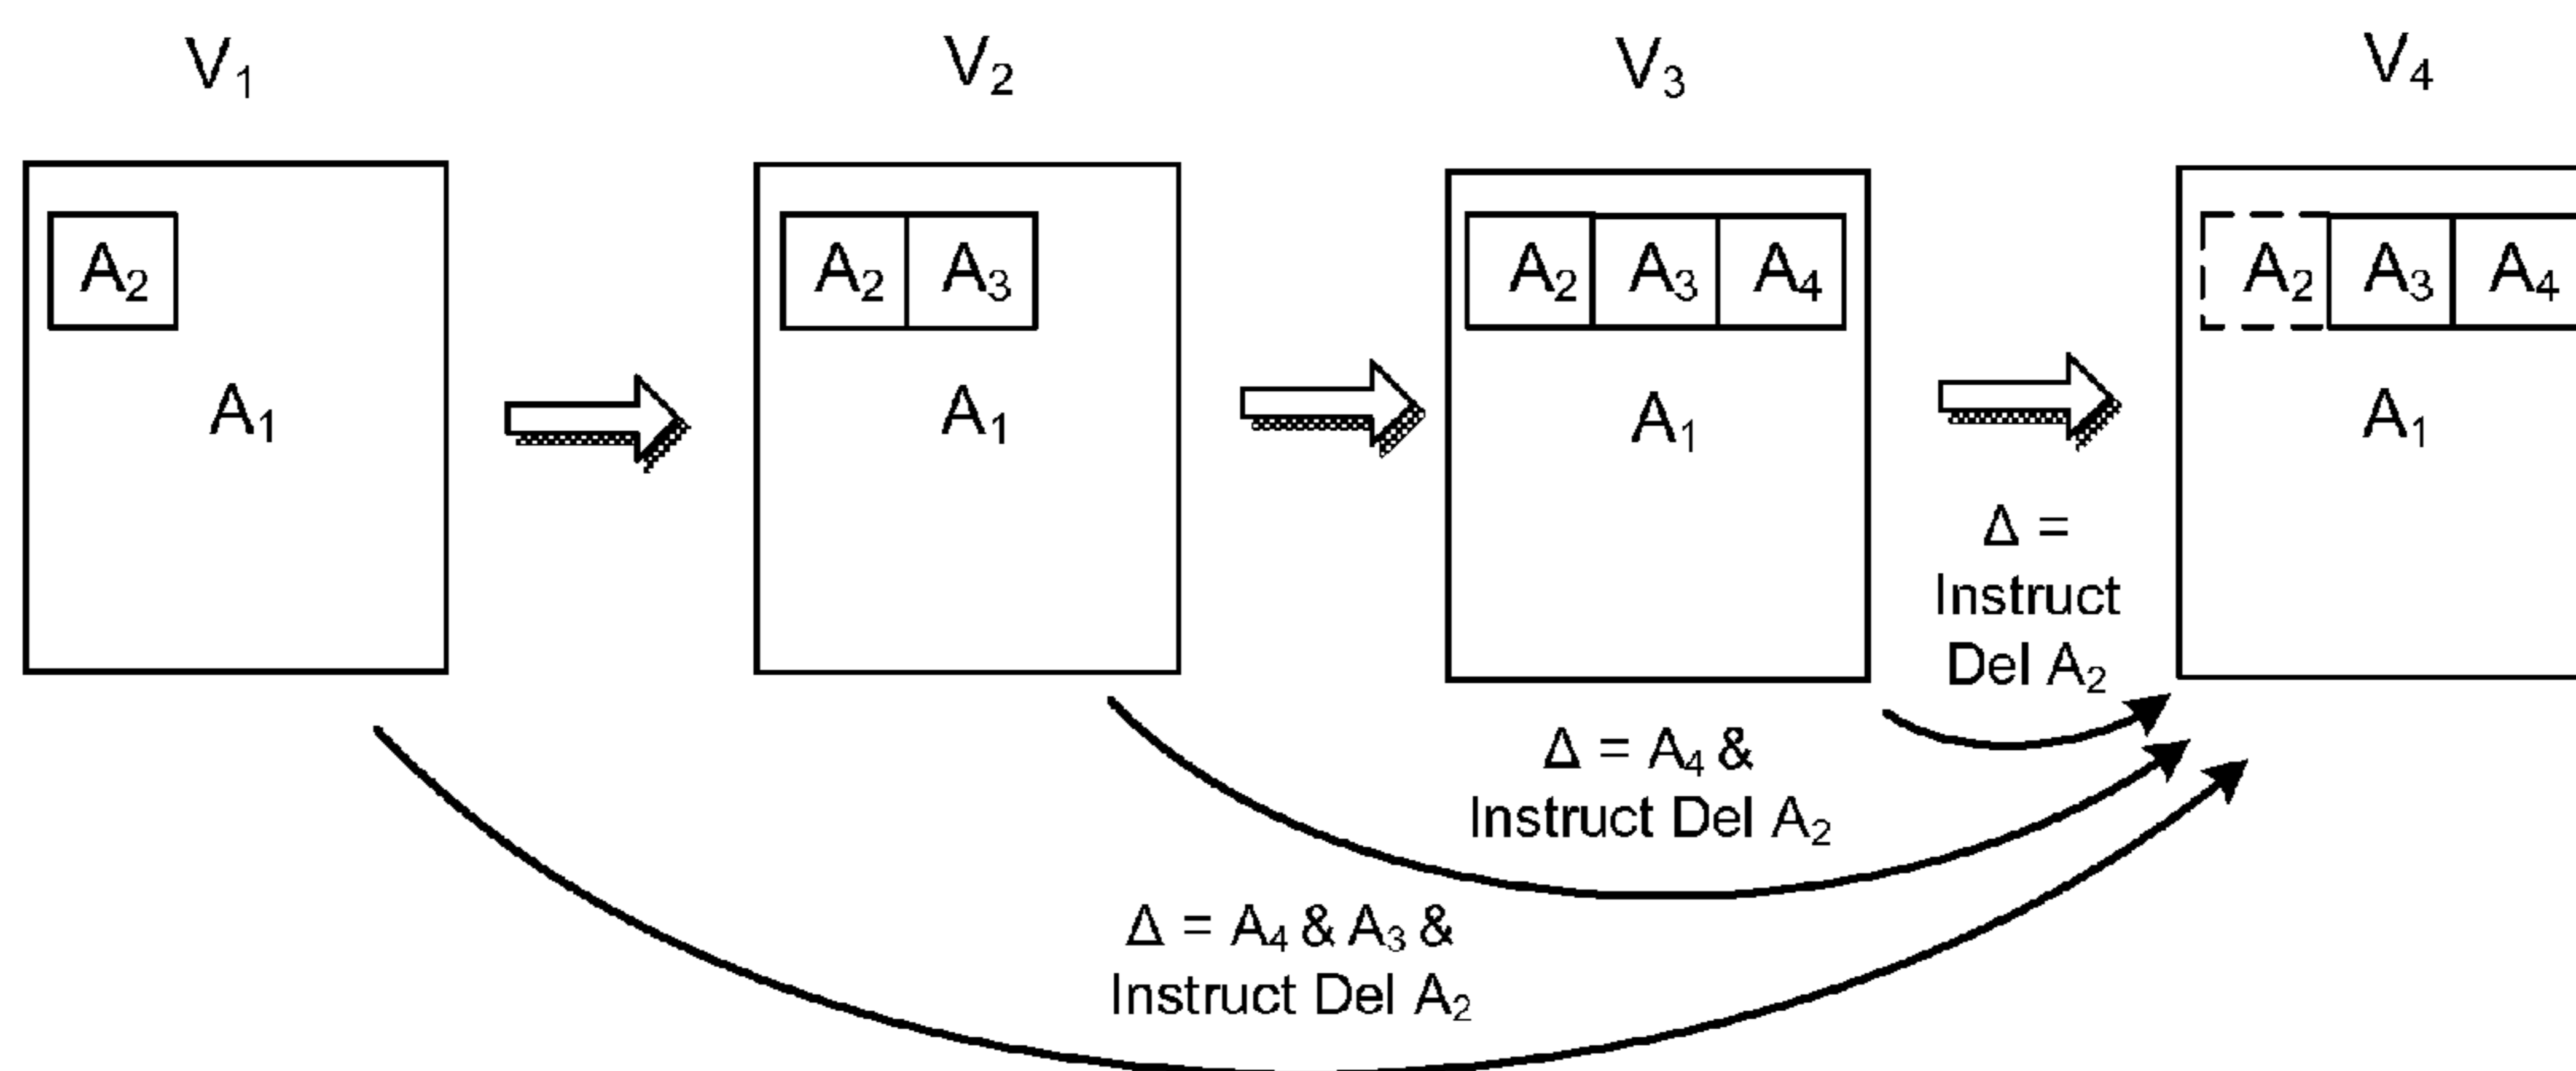 V₁
V₂
V₃
V₄
A₂
A₂ A₃
A₂ A₃ A₄
A₂ A₃ A₄
A₁
A₁
A₁
A₁
Δ =
Instruct
Del A₂
Δ = A₄ &
Instruct Del A₂
Δ = A₄ & A₃ &
Instruct Del A₂